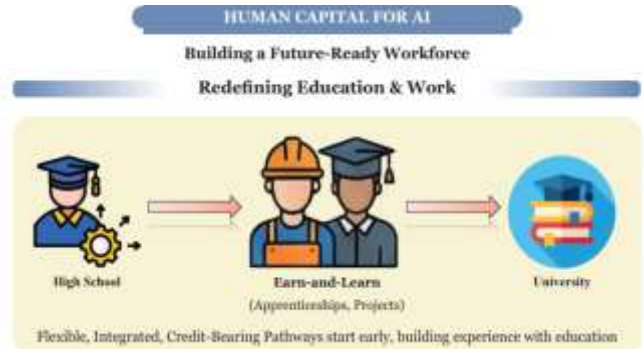 HUMAN CAPITAL FOR AI
Building a Future-Ready Workforce
Redefining Education & Work
High School
Earn-and-Learn
University
(Apprenticeships, Projects)
Flexible, Integrated, Credit-Bearing Pathways start early, building experience with education